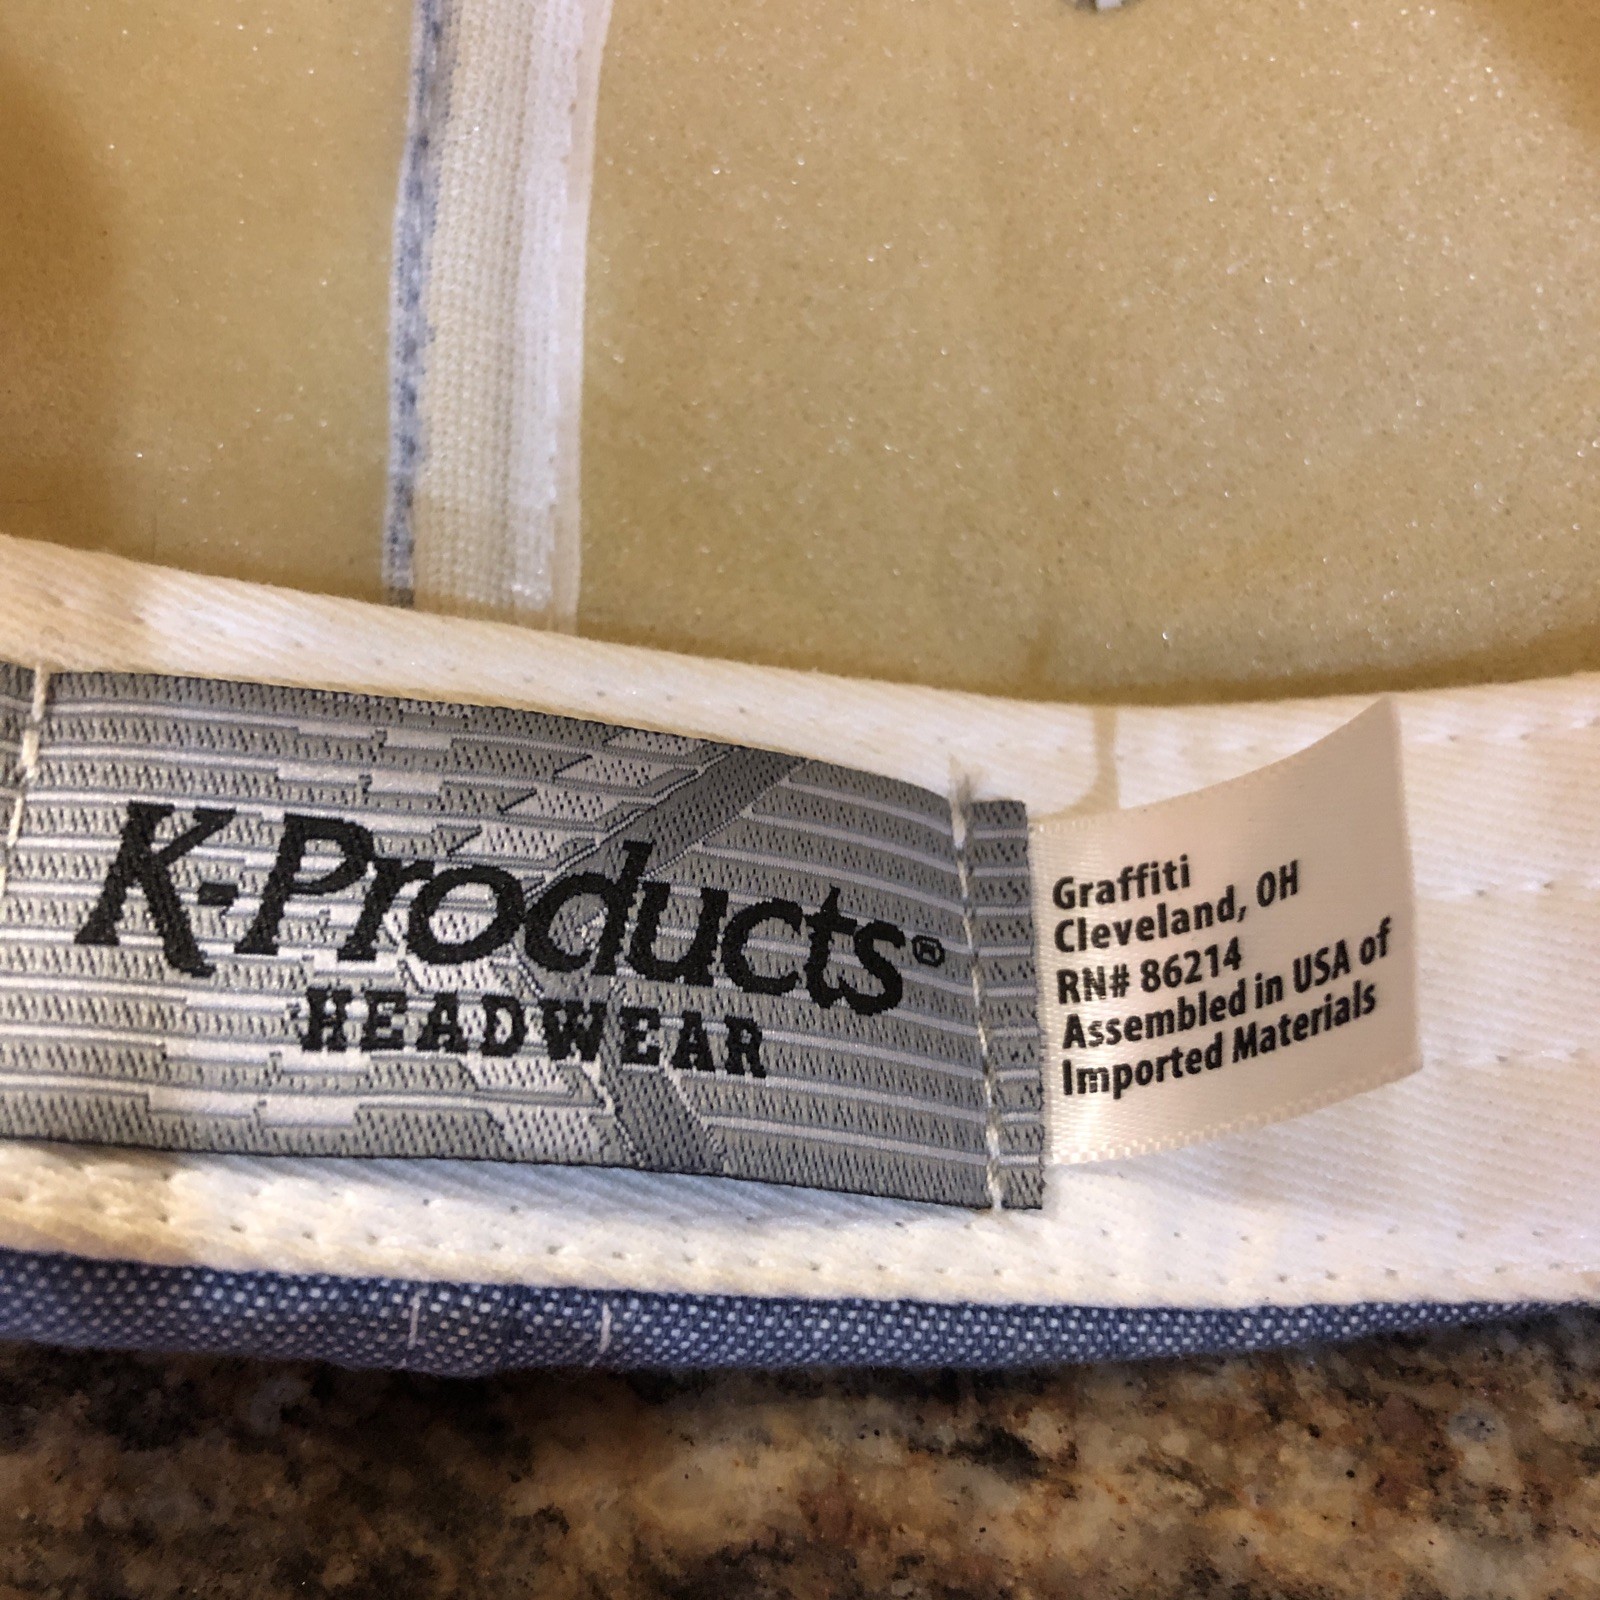 K-Products®
HEADWEAR
Graffiti
Cleveland, OH
RN# 86214
Assembled in USA of
Imported Materials